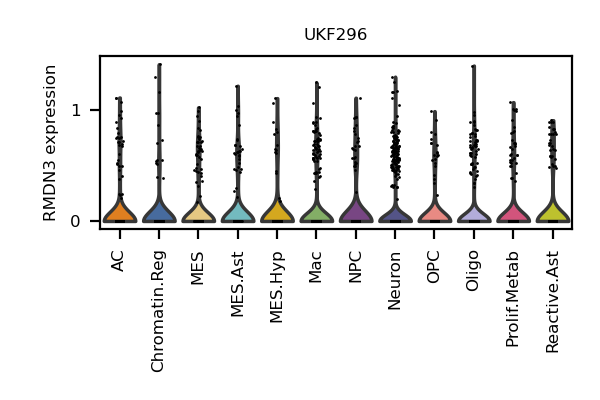 UKF296
RMDN3 expression
1
0
AC
Chromatin.Reg
MES
MES.Ast
MES.Hyp
Mac
NPC
Neuron
OPC
Oligo
Prolif.Metab
Reactive.Ast